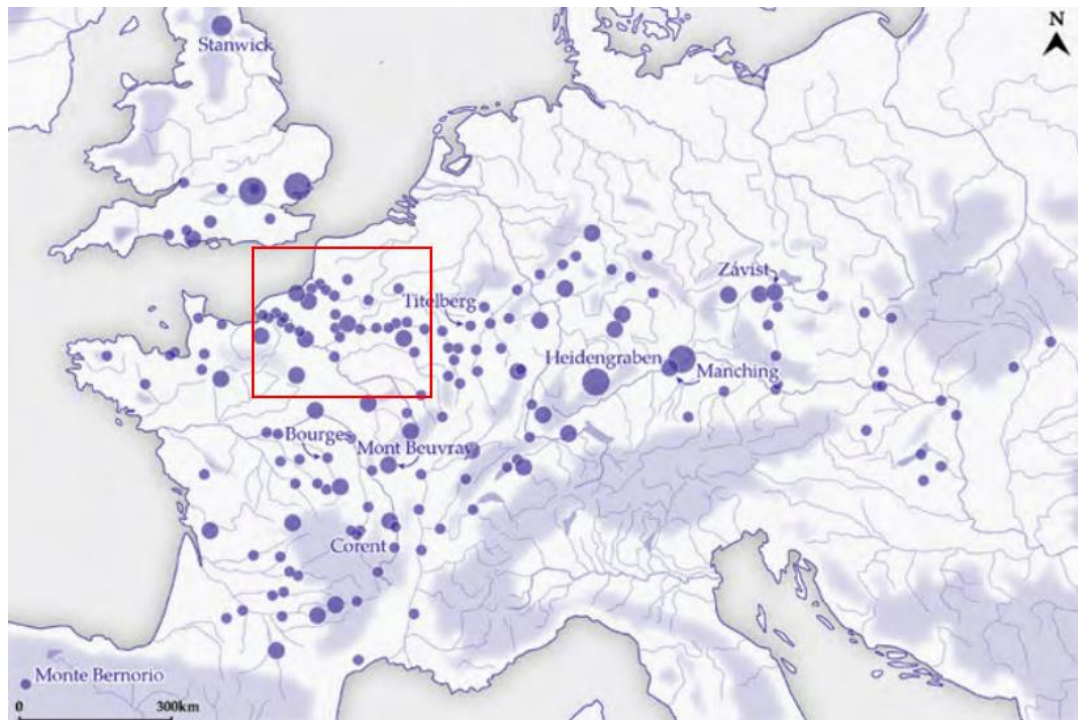 N
Stanwick
Závist
Titelberg
Heidengraben
Manching
Bourges
Mont Beuvray
Corent
Monte Bernorio
0 300km